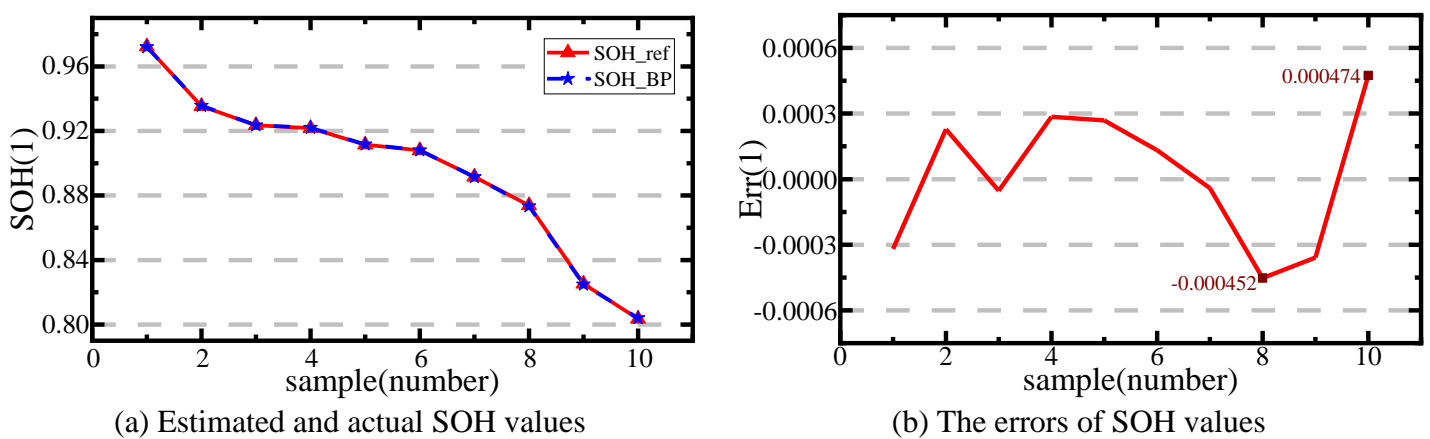 SOH_ref
SOH_BP
0.96
0.92
0.88
0.84
0.80
SOH(1)
0 2 4 6 8 10
sample(number)
(a) Estimated and actual SOH values
0.0006
0.0003
0.0000
-0.0003
-0.0006
Err(1)
0.000474
-0.000452
0 2 4 6 8 10
sample(number)
(b) The errors of SOH values